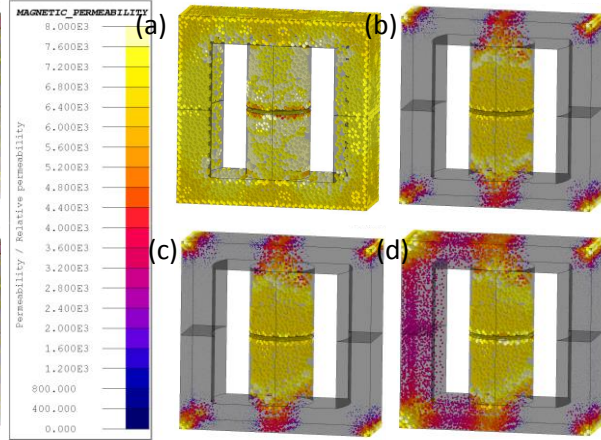 MAGNETIC_PERMEABILITY
8.000E3
7.600E3
7.200E3
6.800E3
6.400E3
6.000E3
5.600E3
5.200E3
4.800E3
4.400E3
4.000E3
3.600E3
3.200E3
2.800E3
2.400E3
2.000E3
1.600E3
1.200E3
800.000
400.000
0.000
Permeability / Relative permeability
(a)
(b)
(c)
(d)